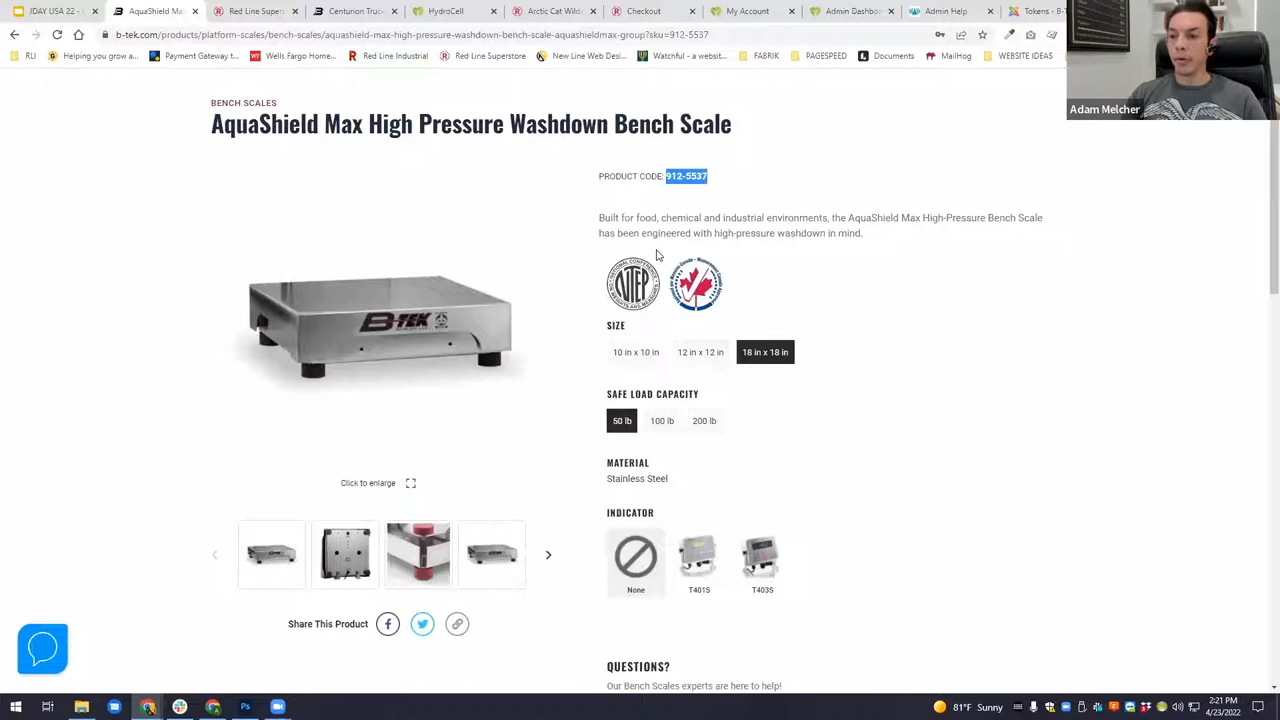 JDAY USA 22 -
AquaShield Max
Red Line Supers
Centurion Truck
HydroCell
Arctic Cat Wildc
Checkout
My Account
Admin Dashboa
Admin Help
Tokens - B-T
b-tek.com/products/platform-scales/bench-scales/aquashield-max-high-pressure-washdown-bench-scale/aquashieldmax-group?sku=912-5537
RLI
Helping you grow a...
Payment Gateway t...
Wells Fargo Home...
Red Line Industrial
Red Line Superstore
New Line Web Desi...
Watchful - a websit...
FABRIK
PAGESPEED
Documents
MailHog
WEBSITE IDEAS
Adam Melcher
BENCH SCALES
AquaShield Max High Pressure Washdown Bench Scale
PRODUCT CODE: 912-5537
Built for food, chemical and industrial environments, the AquaShield Max High-Pressure Bench Scale
has been engineered with high-pressure washdown in mind.
NTEP
SIZE
10 in x 10 in
12 in x 12 in
18 in x 18 in
B-TEK
SAFE LOAD CAPACITY
50 lb
100 lb
200 lb
MATERIAL
Stainless Steel
Click to enlarge
INDICATOR
None
T401S
T403S
Share This Product
QUESTIONS?
Our Bench Scales experts are here to help!
81°F Sunny
2:21 PM
4/23/2022